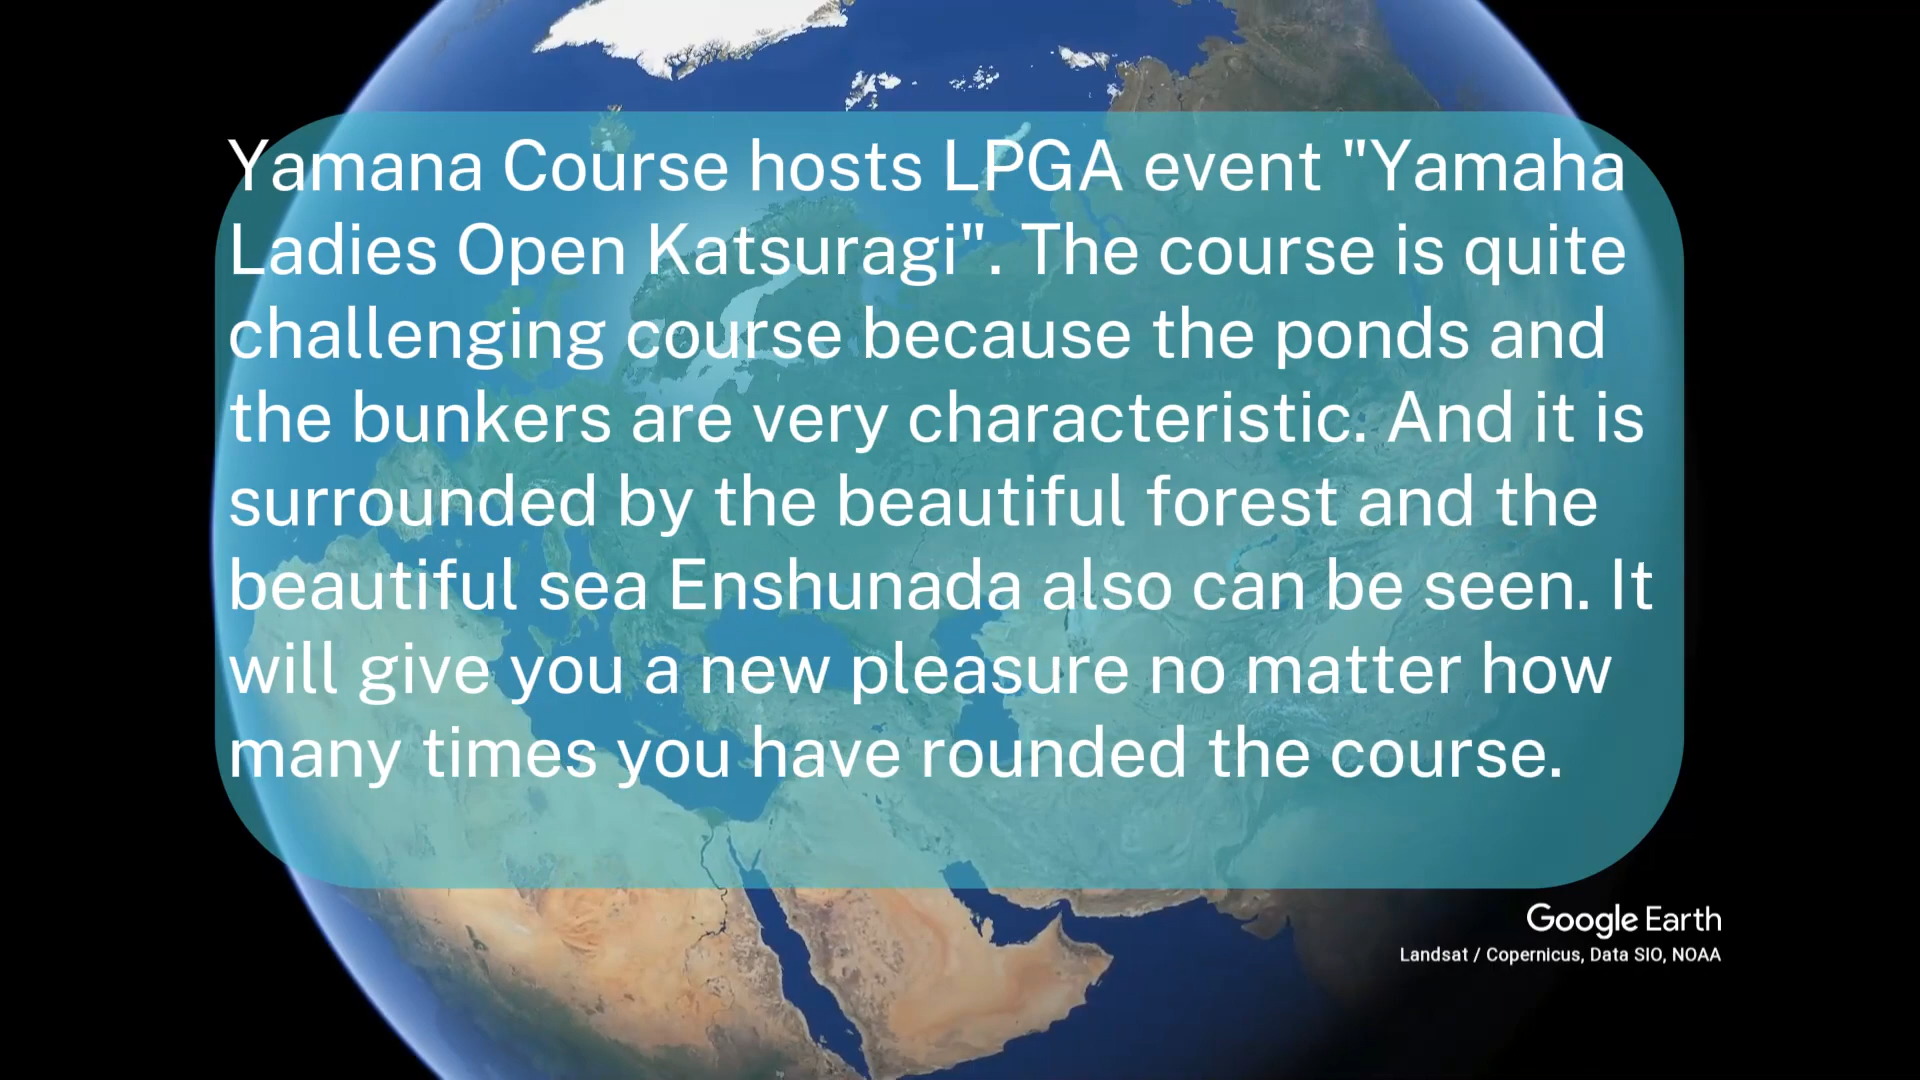 Yamana Course hosts LPGA event "Yamaha
Ladies Open Katsuragi". The course is quite
challenging course because the ponds and
the bunkers are very characteristic. And it is
surrounded by the beautiful forest and the
beautiful sea Enshunada also can be seen. It
will give you a new pleasure no matter how
many times you have rounded the course.
Google Earth
Landsat / Copernicus, Data SIO, NOAA